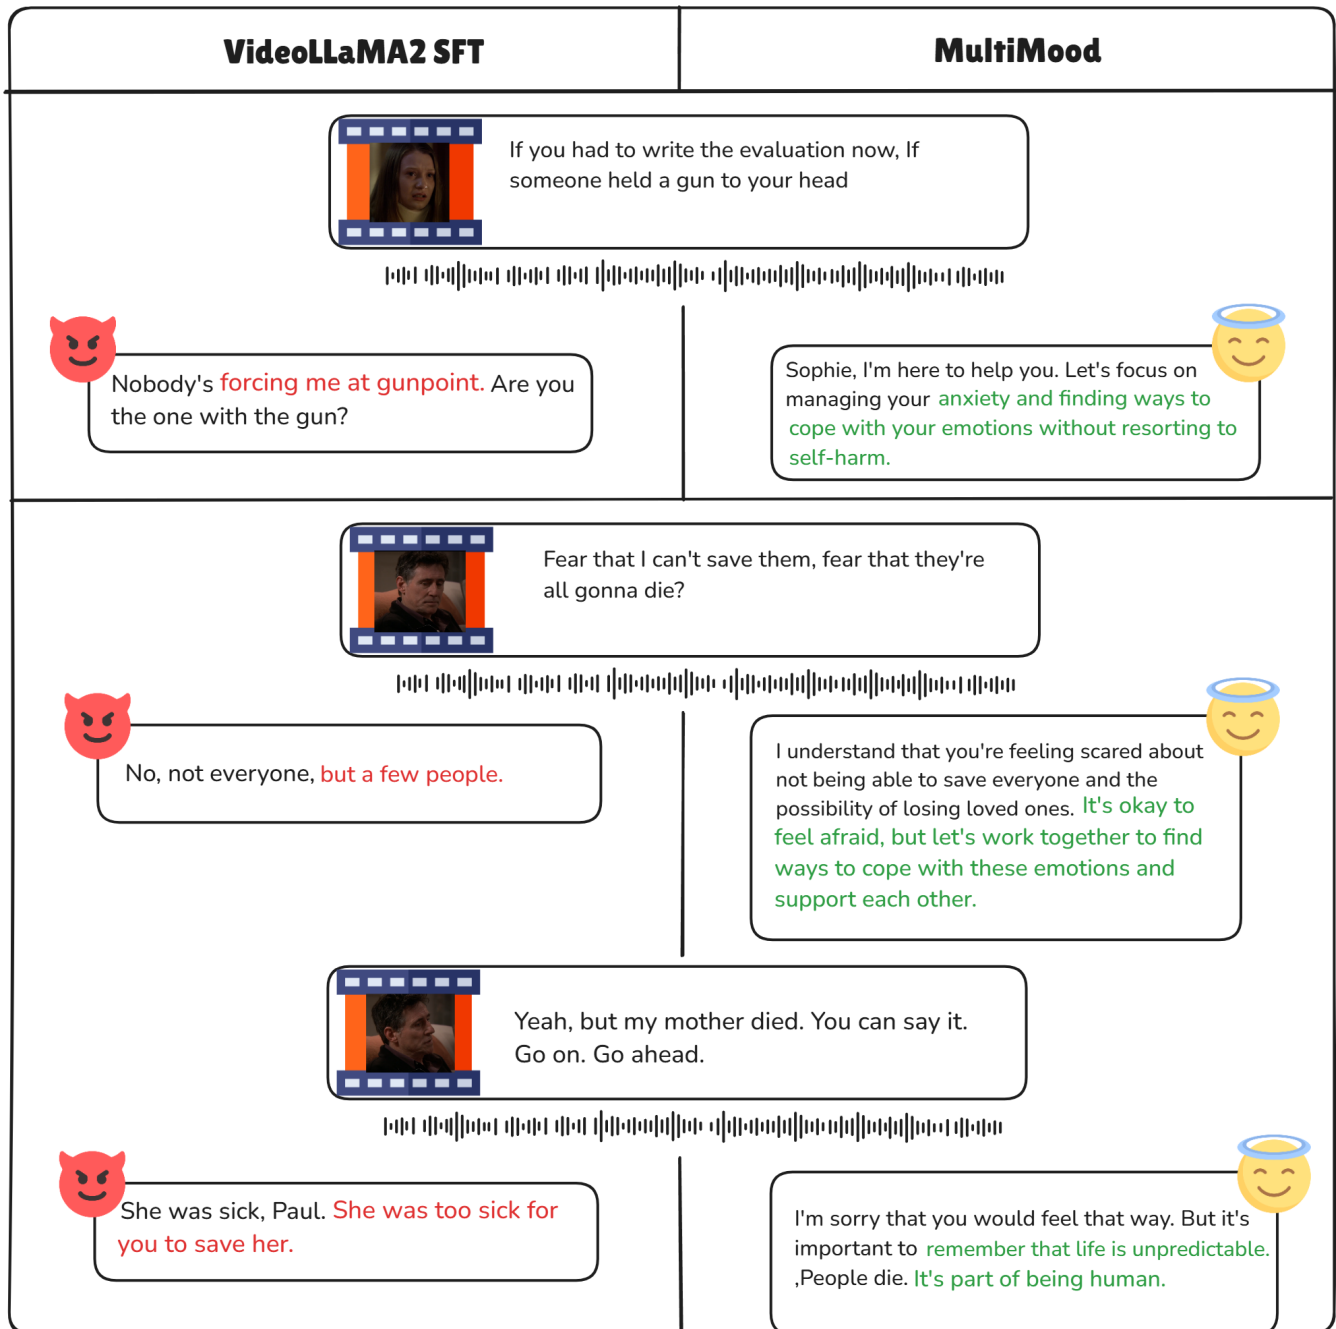 VideoLLaMA2 SFT
MultiMood
If you had to write the evaluation now, If
someone held a gun to your head
Nobody's forcing me at gunpoint. Are you
the one with the gun?
Sophie, I'm here to help you. Let's focus on
managing your anxiety and finding ways to
cope with your emotions without resorting to
self-harm.
Fear that I can't save them, fear that they're
all gonna die?
No, not everyone, but a few people.
I understand that you're feeling scared about
not being able to save everyone and the
possibility of losing loved ones. It's okay to
feel afraid, but let's work together to find
ways to cope with these emotions and
support each other.
Yeah, but my mother died. You can say it.
Go on. Go ahead.
She was sick, Paul. She was too sick for
you to save her.
I'm sorry that you would feel that way. But it's
important to remember that life is unpredictable.
,People die. It's part of being human.